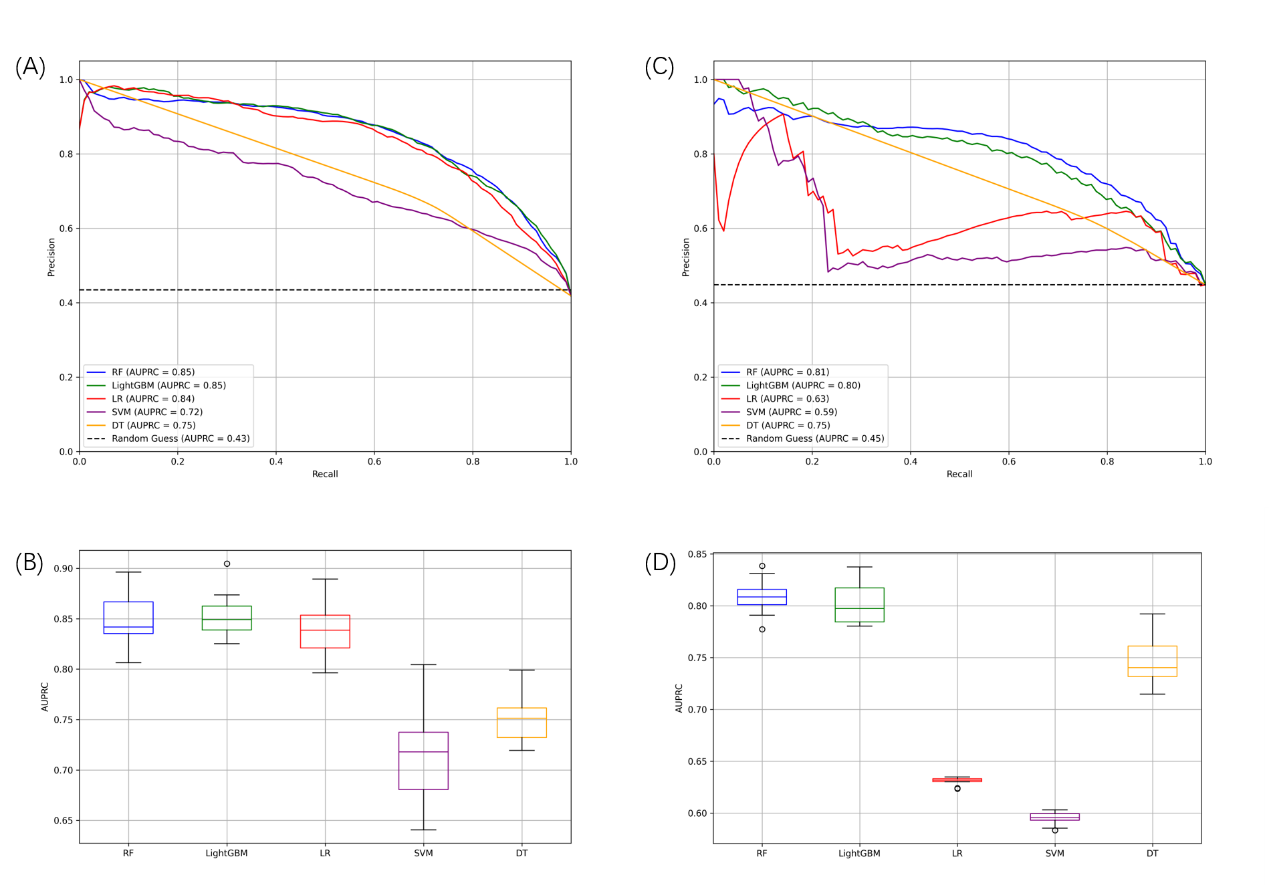 (A)
1.0
0.8
0.6
0.4
0.2
0.0
Precision
RF (AUPRC = 0.85)
LightGBM (AUPRC = 0.85)
LR (AUPRC = 0.84)
SVM (AUPRC = 0.72)
DT (AUPRC = 0.75)
Random Guess (AUPRC = 0.43)
0.0 0.2 0.4 0.6 0.8 1.0
Recall
(C)
1.0
0.8
0.6
0.4
0.2
0.0
Precision
RF (AUPRC = 0.81)
LightGBM (AUPRC = 0.80)
LR (AUPRC = 0.63)
SVM (AUPRC = 0.59)
DT (AUPRC = 0.75)
Random Guess (AUPRC = 0.45)
0.0 0.2 0.4 0.6 0.8 1.0
Recall
(B)
0.90
0.85
0.80
0.75
0.70
0.65
AUPRC
RF LightGBM LR SVM DT
(D)
0.85
0.80
0.75
0.70
0.65
0.60
AUPRC
RF LightGBM LR SVM DT